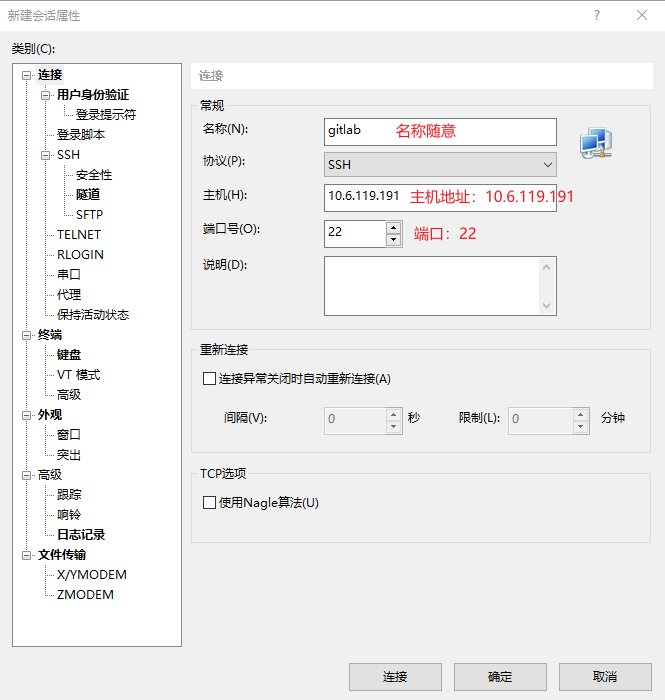 新建会话属性
类别(C):
连接
用户身份验证
登录提示符
登录脚本
SSH
安全性
隧道
SFTP
TELNET
RLOGIN
串口
代理
保持活动状态
终端
键盘
VT 模式
高级
外观
窗口
突出
高级
跟踪
响铃
日志记录
文件传输
X/YMODEM
ZMODEM
连接
常规
名称(N): gitlab 名称随意
协议(P): SSH
主机(H): 10.6.119.191 主机地址：10.6.119.191
端口号(O): 22 端口：22
说明(D):
重新连接
连接异常关闭时自动重新连接(A)
间隔(V): 0 秒 限制(L): 0 分钟
TCP选项
使用Nagle算法(U)
连接 确定 取消